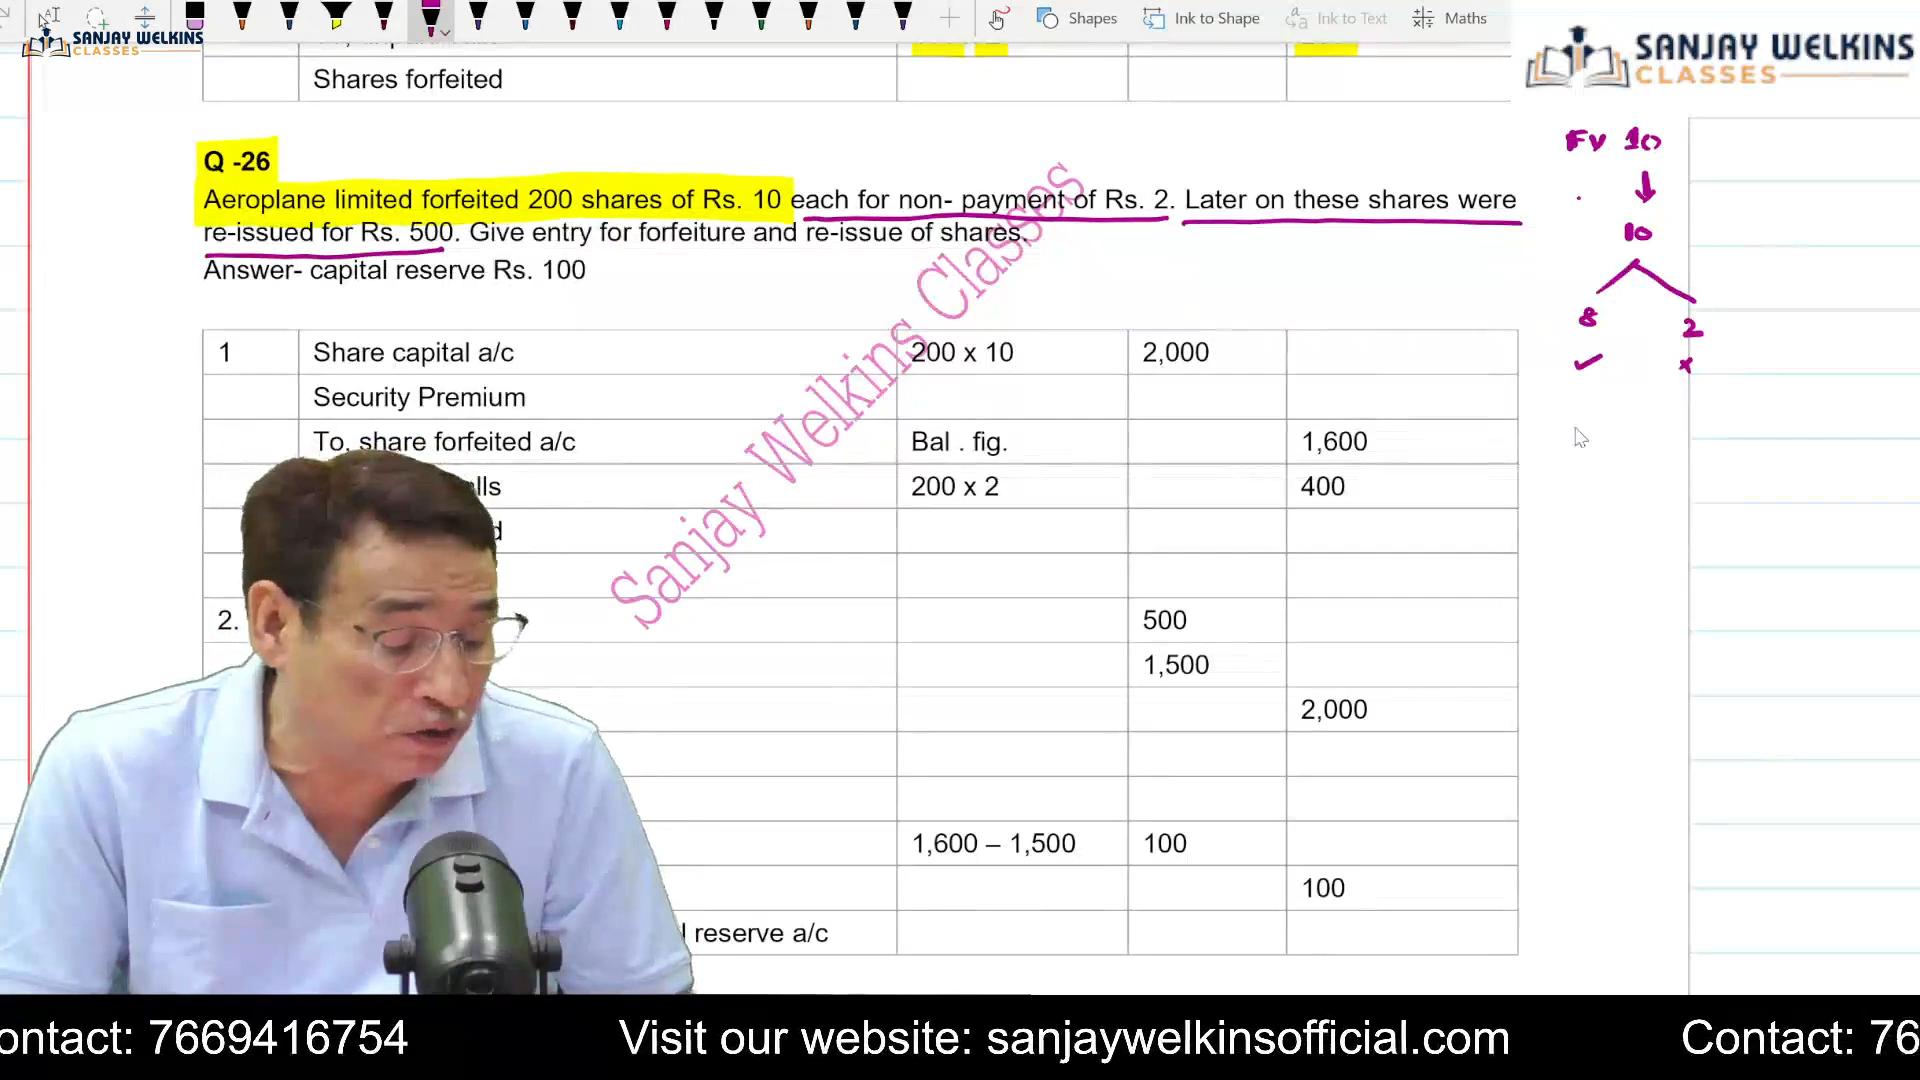 Shapes Ink to Shape Ink to Text Maths
SANJAY WELKINS
CLASSES
SANJAY WELKINS
CLASSES
Shares forfeited
Fv 10
Q -26
Aeroplane limited forfeited 200 shares of Rs. 10 each for non- payment of Rs. 2. Later on these shares were
re-issued for Rs. 500. Give entry for forfeiture and re-issue of shares.
10
Answer- capital reserve Rs. 100
8 2
1 Share capital a/c 200 x 10 2,000
Security Premium
To, share forfeited a/c Bal . fig. 1,600
lls 200 x 2 400
d
2. 500
1,500
2,000
1,600 – 1,500 100
100
l reserve a/c
Sanjay Welkins Classes
ontact: 7669416754 Visit our website: sanjaywelkinsofficial.com Contact: 76